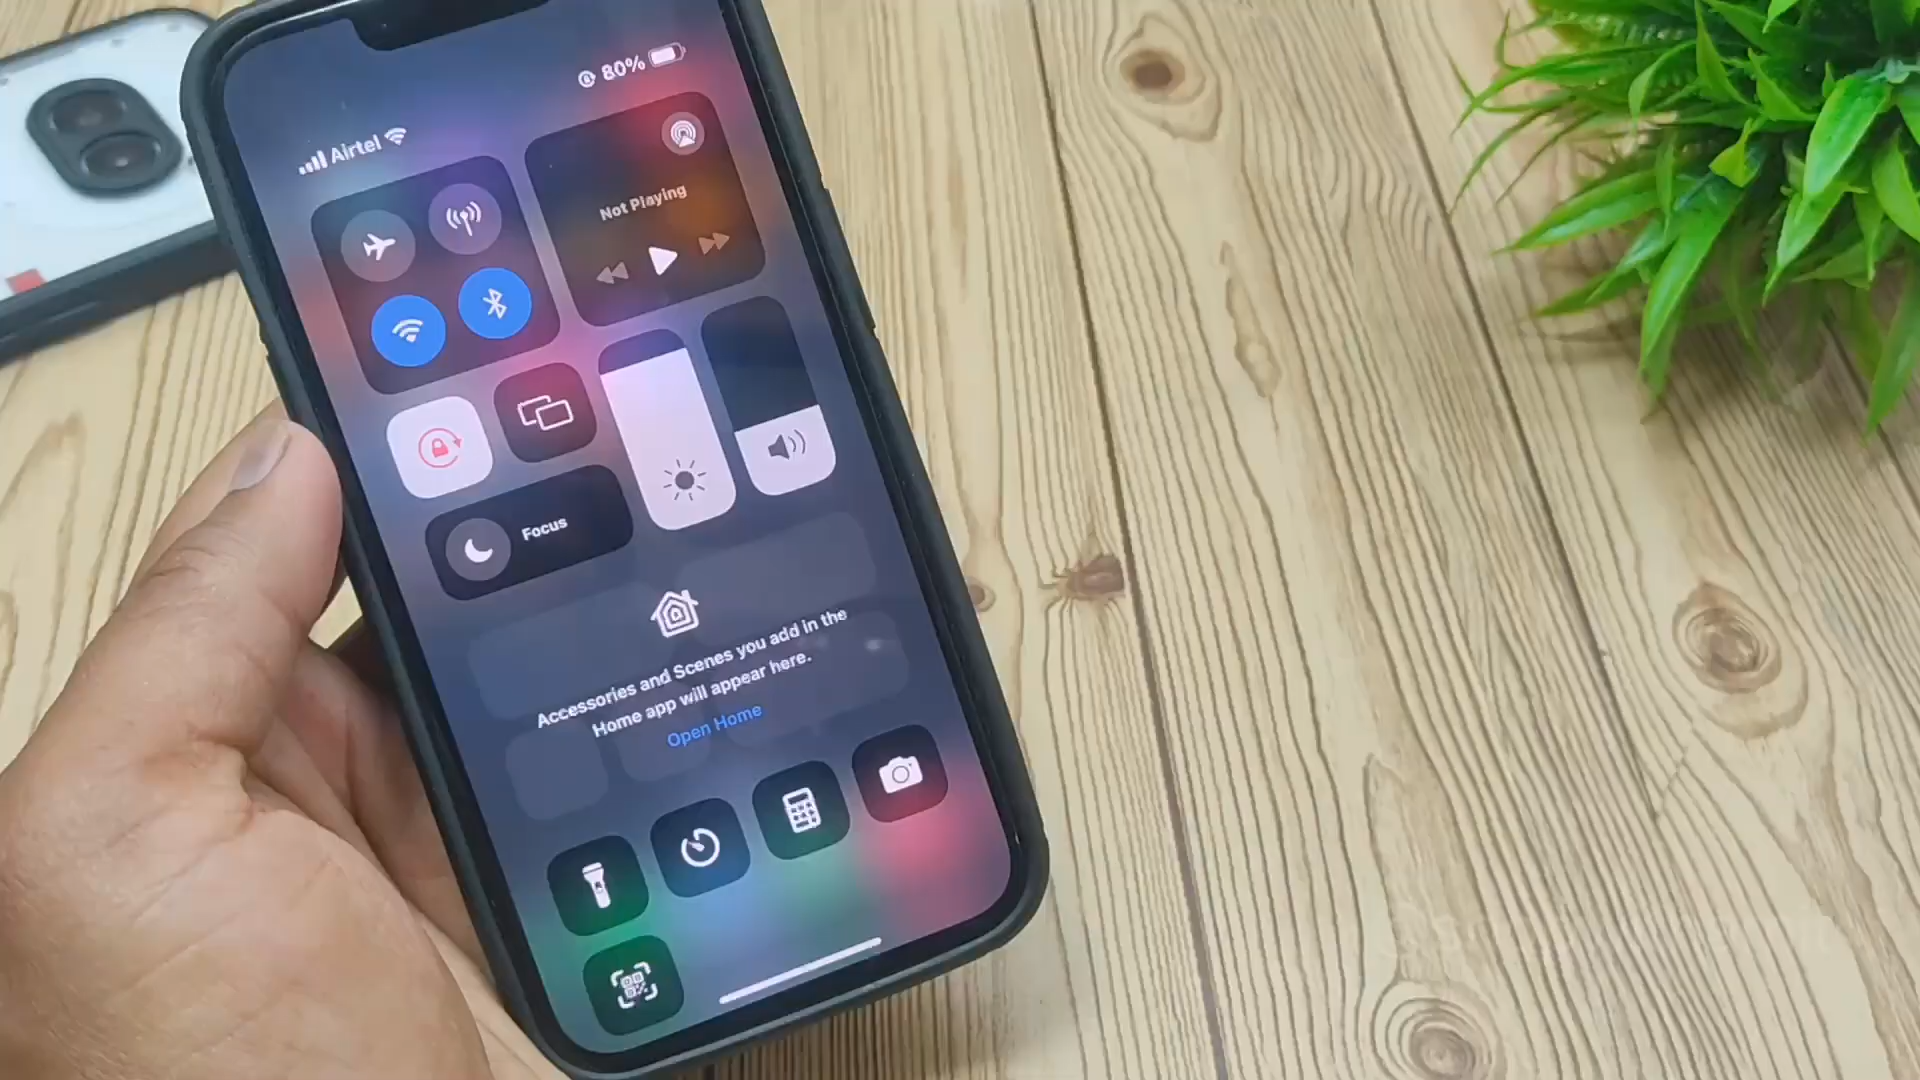 80%
Airtel
Not Playing
Focus
Accessories and Scenes you add in the
Home app will appear here.
Open Home